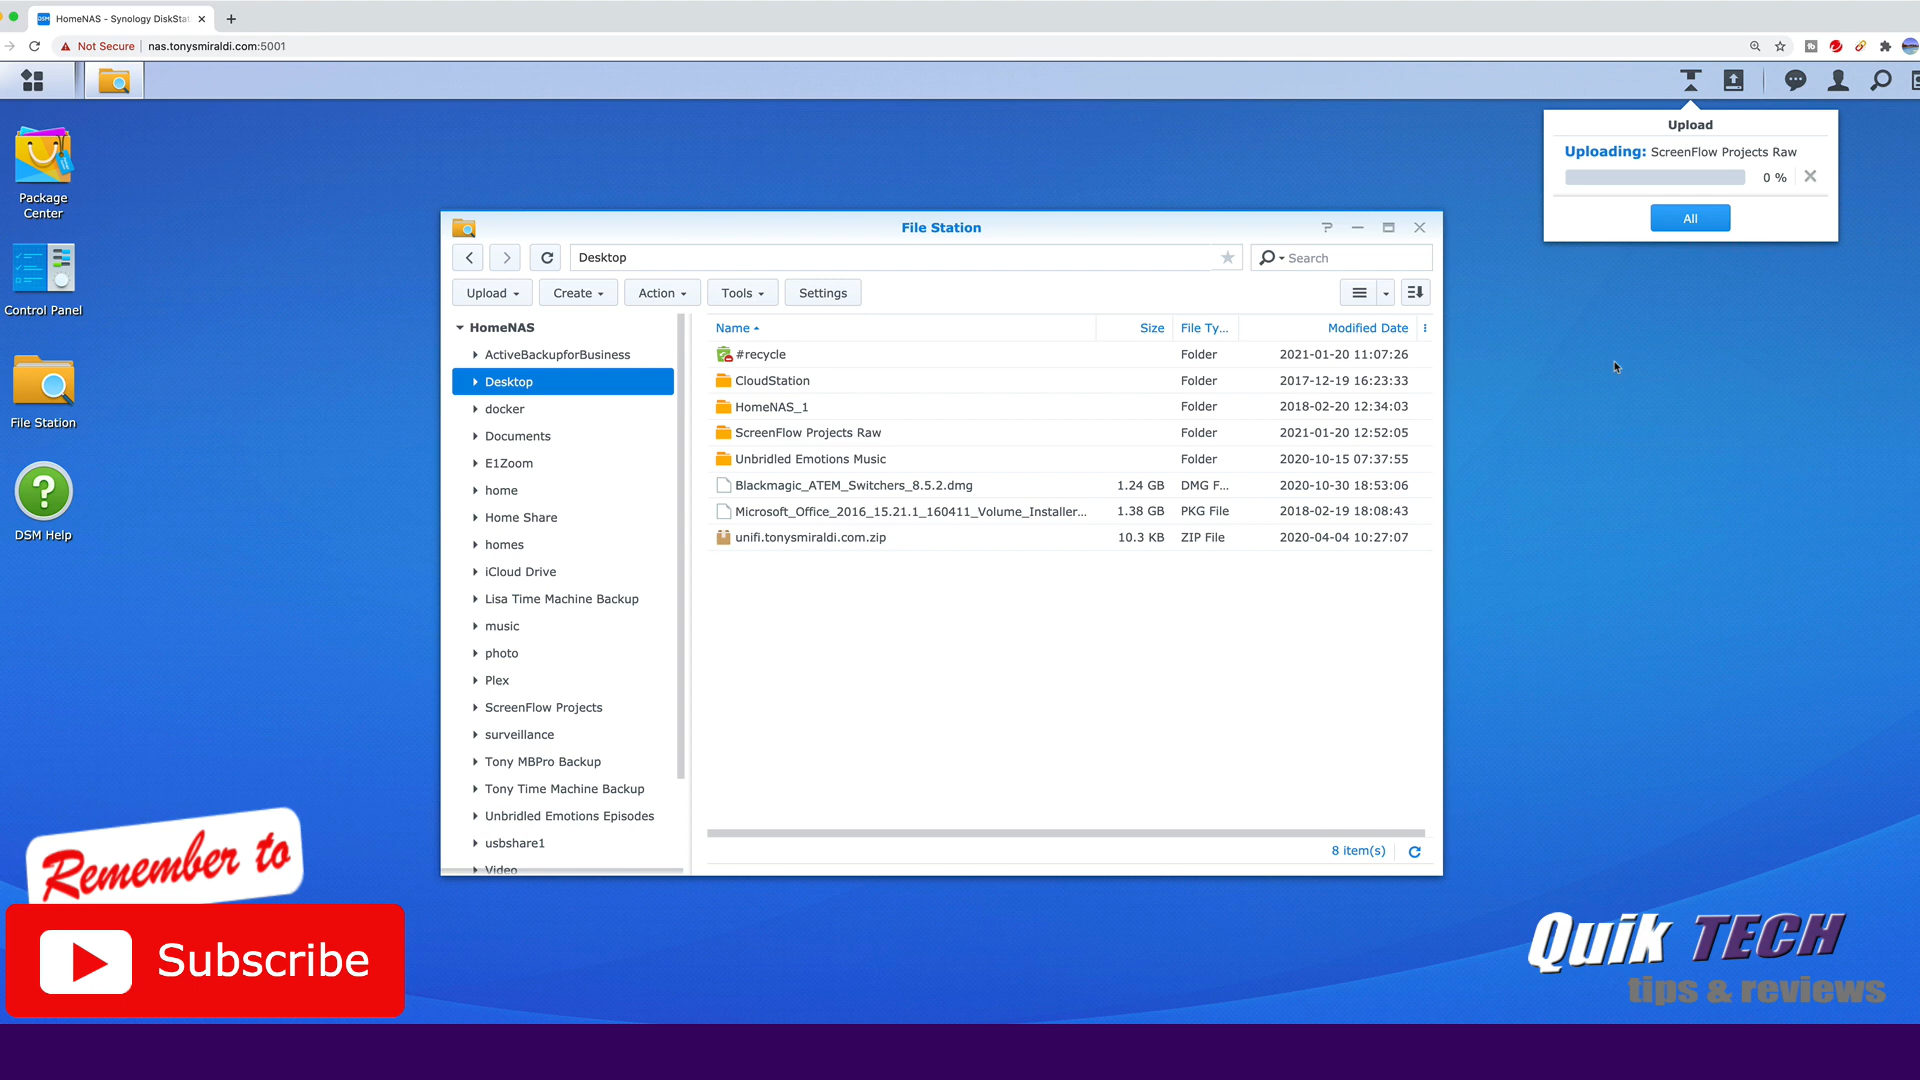 DSM HomeNAS - Synology DiskStat
Not Secure nas.tonysmiraldi.com:5001
Package
Center
Control Panel
File Station
DSM Help
Upload
Uploading: ScreenFlow Projects Raw
0 %
All
File Station
Desktop
Search
Upload
Create
Action
Tools
Settings
HomeNAS
ActiveBackupforBusiness
Desktop
docker
Documents
E1Zoom
home
Home Share
homes
iCloud Drive
Lisa Time Machine Backup
music
photo
Plex
ScreenFlow Projects
surveillance
Tony MBPro Backup
Tony Time Machine Backup
Unbridled Emotions Episodes
usbshare1
Video
Name Size File Ty... Modified Date
#recycle Folder 2021-01-20 11:07:26
CloudStation Folder 2017-12-19 16:23:33
HomeNAS_1 Folder 2018-02-20 12:34:03
ScreenFlow Projects Raw Folder 2021-01-20 12:52:05
Unbridled Emotions Music Folder 2020-10-15 07:37:55
Blackmagic_ATEM_Switchers_8.5.2.dmg 1.24 GB DMG F... 2020-10-30 18:53:06
Microsoft_Office_2016_15.21.1_160411_Volume_Installer... 1.38 GB PKG File 2018-02-19 18:08:43
unifi.tonysmiraldi.com.zip 10.3 KB ZIP File 2020-04-04 10:27:07
8 item(s)
Remember to
Subscribe
Quik TECH
tips & reviews